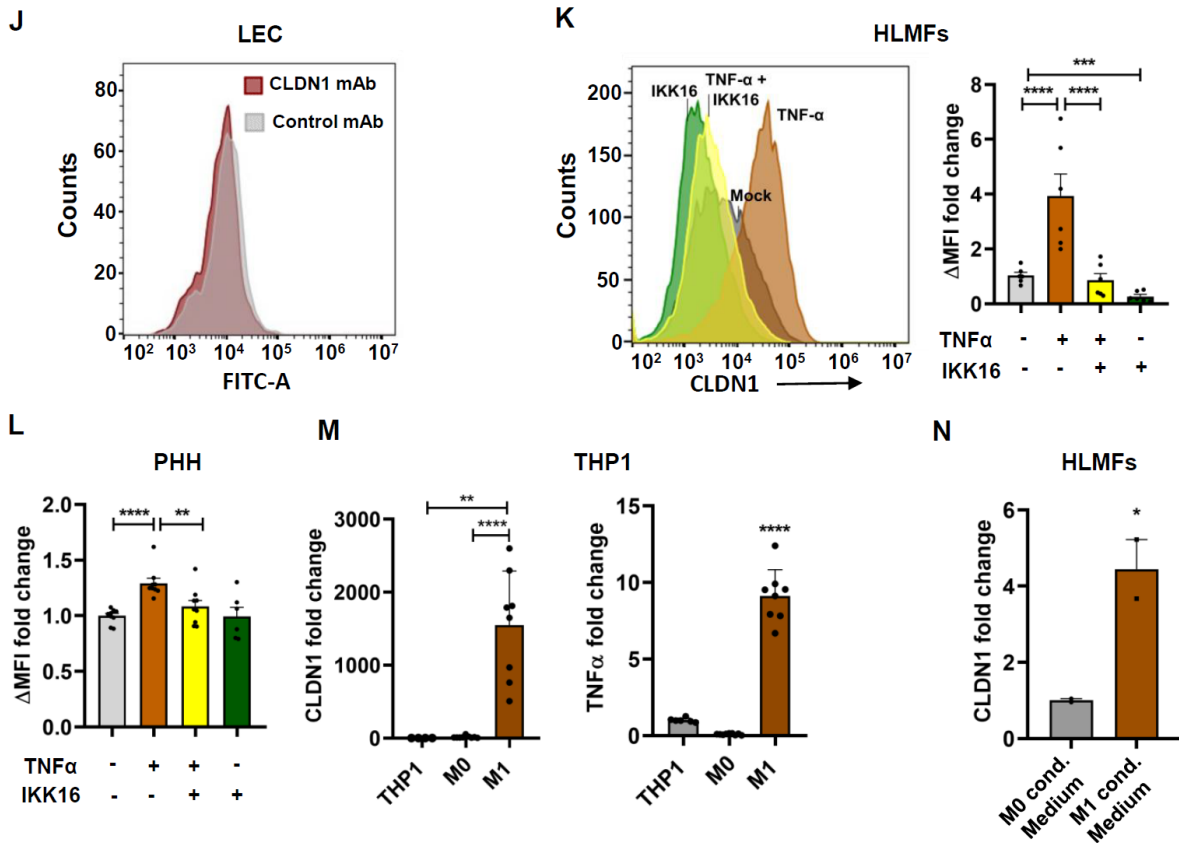 J
LEC
CLDN1 mAb
Control mAb
Counts
80
60
40
20
0
10² 10³ 10⁴ 10⁵ 10⁶ 10⁷
FITC-A
K
HLMFs
IKK16
TNF-α +
IKK16
TNF-α
Mock
Counts
200
150
100
50
0
10² 10³ 10⁴ 10⁵ 10⁶ 10⁷
CLDN1
***
**** ****
ΔMFI fold change
8
6
4
2
0
TNFα - + + -
IKK16 - - + +
L
PHH
**** **
ΔMFI fold change
2.0
1.5
1.0
0.5
0.0
TNFα - + + -
IKK16 - - + +
M
THP1
**
****
CLDN1 fold change
3000
2000
1000
0
THP1 M0 M1
****
TNFα fold change
15
10
5
0
THP1 M0 M1
N
HLMFs
*
CLDN1 fold change
6
4
2
0
M0 cond.
Medium
M1 cond.
Medium